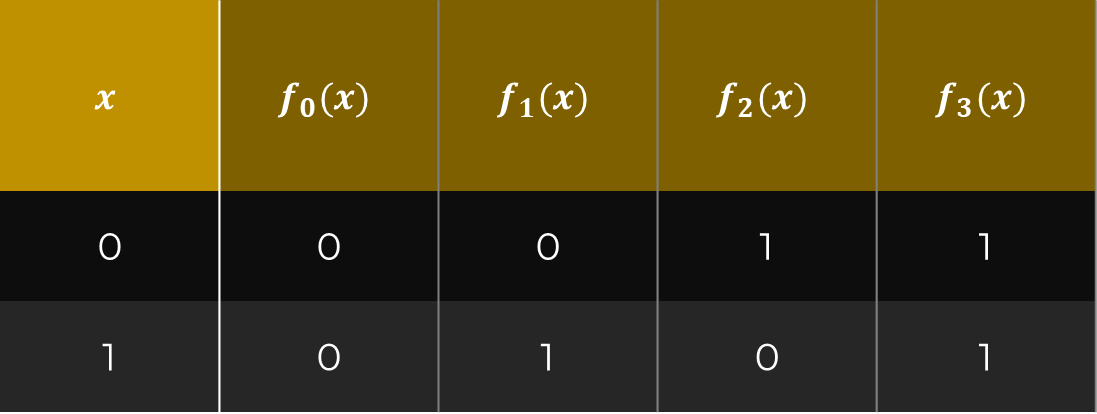 x f₀(x) f₁(x) f₂(x) f₃(x)
0 0 0 1 1
1 0 1 0 1